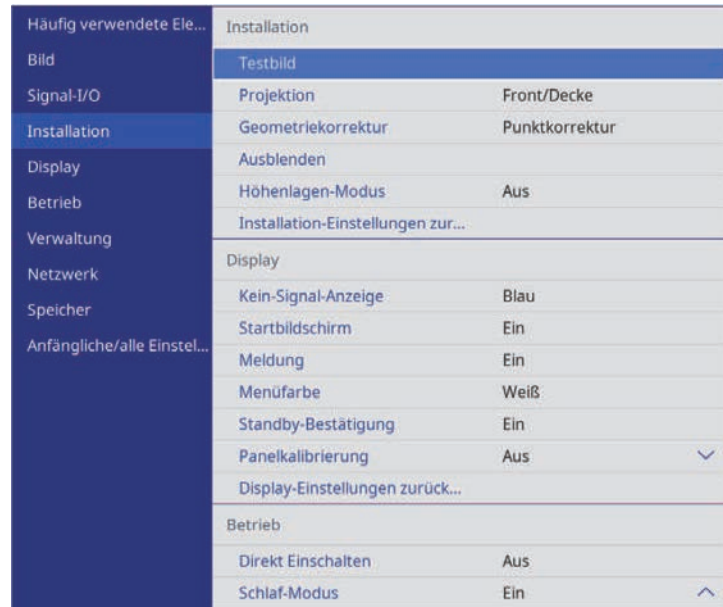 Häufig verwendete Ele...
Bild
Signal-I/O
Installation
Display
Betrieb
Verwaltung
Netzwerk
Speicher
Anfängliche/alle Einstel...
Installation
Testbild
Projektion Front/Decke
Geometriekorrektur Punktkorrektur
Ausblenden
Höhenlagen-Modus Aus
Installation-Einstellungen zur...
Display
Kein-Signal-Anzeige Blau
Startbildschirm Ein
Meldung Ein
Menüfarbe Weiß
Standby-Bestätigung Ein
Panelkalibrierung Aus
Display-Einstellungen zurück...
Betrieb
Direkt Einschalten Aus
Schlaf-Modus Ein